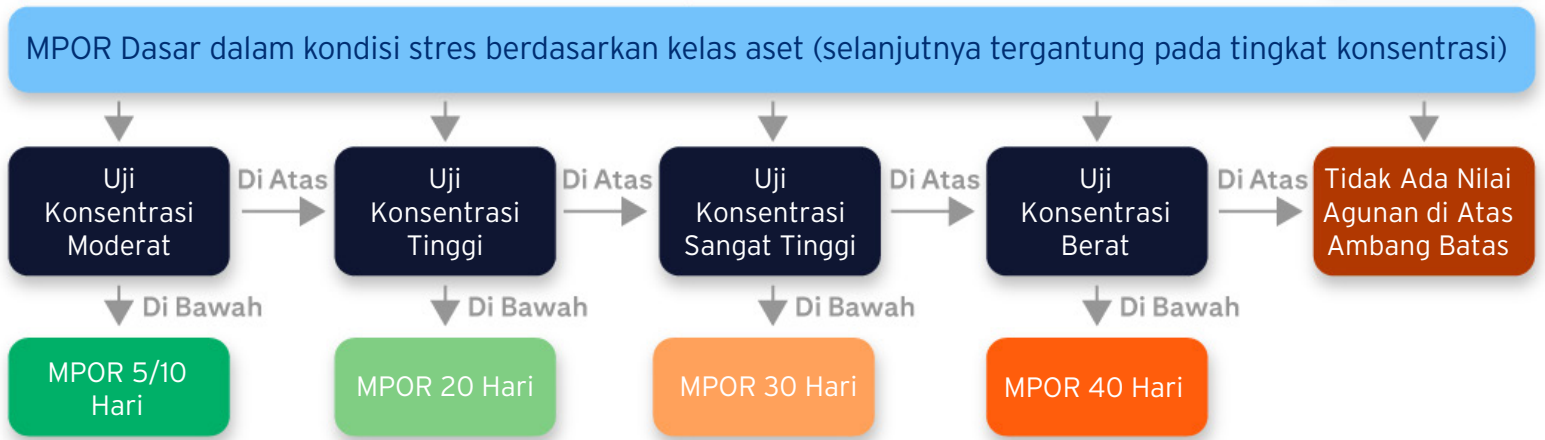 MPOR Dasar dalam kondisi stres berdasarkan kelas aset (selanjutnya tergantung pada tingkat konsentrasi)
Uji
Konsentrasi
Moderat
Di Atas
Uji
Konsentrasi
Tinggi
Di Atas
Uji
Konsentrasi
Sangat Tinggi
Di Atas
Uji
Konsentrasi
Berat
Di Atas
Tidak Ada Nilai
Agunan di Atas
Ambang Batas
Di Bawah
Di Bawah
Di Bawah
Di Bawah
MPOR 5/10
Hari
MPOR 20 Hari
MPOR 30 Hari
MPOR 40 Hari